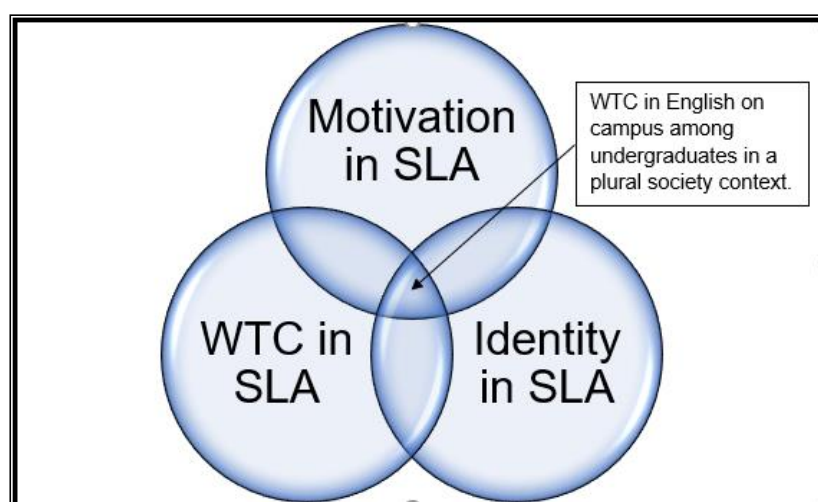 Motivation
in SLA
WTC in English on
campus among
undergraduates in a
plural society context.
WTC in
SLA
Identity
in SLA